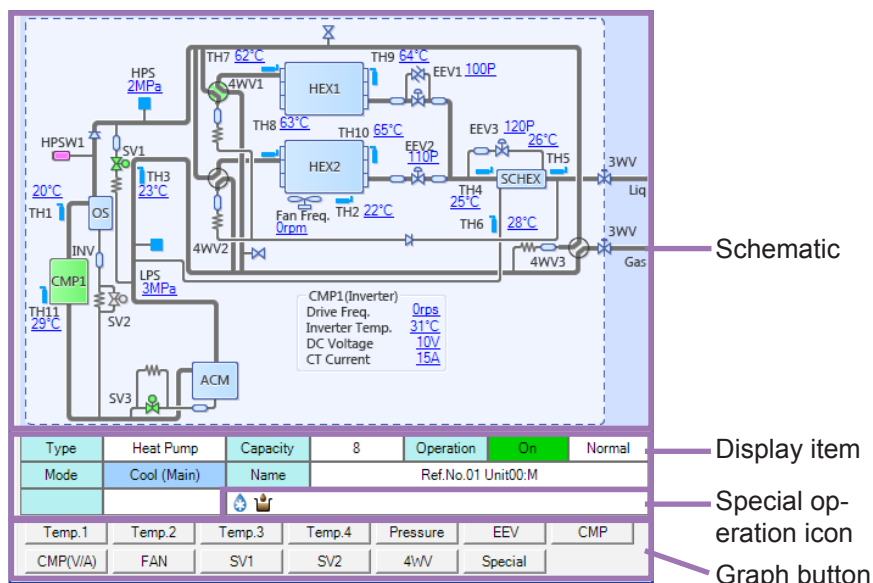 TH7 62°C
TH9 64°C
HPS
2MPa
4WV1
HEX1
EEV1 100P
TH8 63°C
TH10 65°C
EEV3 120P
HPSW1
SV1
EEV2
110P
26°C
TH3
23°C
HEX2
TH5
3WV
20°C
TH1
OS
SCHEX
TH4
25°C
Liq
Fan Freq.
0rpm
TH2 22°C
TH6 28°C
3WV
INV
4WV2
4WV3
Gas
Schematic
CMP1
LPS
3MPa
TH11
29°C
SV2
CMP1(Inverter)
Drive Freq. 0rps
Inverter Temp. 31°C
DC Voltage 10V
CT Current 15A
ACM
SV3
Type Heat Pump Capacity 8 Operation On Normal
Display item
Mode Cool (Main) Name Ref.No.01 Unit00:M
Special op-
eration icon
Temp.1 Temp.2 Temp.3 Temp.4 Pressure EEV CMP
CMP(V/A) FAN SV1 SV2 4WV Special
Graph button